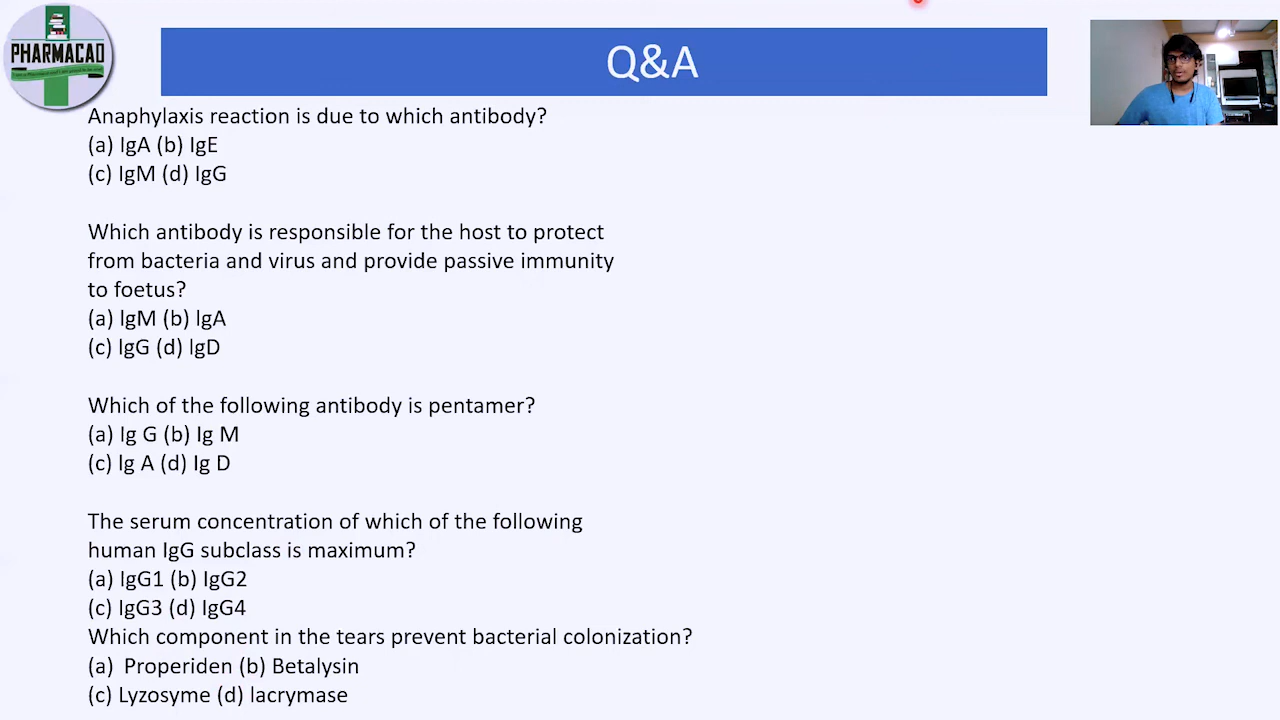 PHARMACAD
Q&A
Anaphylaxis reaction is due to which antibody?
(a) IgA (b) IgE
(c) IgM (d) IgG
Which antibody is responsible for the host to protect
from bacteria and virus and provide passive immunity
to foetus?
(a) IgM (b) IgA
(c) IgG (d) IgD
Which of the following antibody is pentamer?
(a) Ig G (b) Ig M
(c) Ig A (d) Ig D
The serum concentration of which of the following
human IgG subclass is maximum?
(a) IgG1 (b) IgG2
(c) IgG3 (d) IgG4
Which component in the tears prevent bacterial colonization?
(a) Properiden (b) Betalysin
(c) Lyzosyme (d) lacrymase